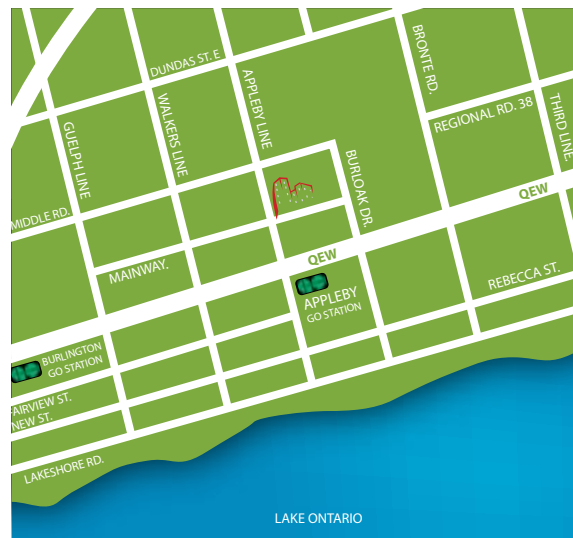 DUNDAS ST. E
BRONTE RD.
APPLEBY LINE
WALKERS LINE
GUELPH LINE
REGIONAL RD. 38
THIRD LINE.
BURLOAK DR.
MIDDLE RD.
QEW
MAINWAY.
QEW
REBECCA ST.
APPLEBY
GO STATION
BURLINGTON
GO STATION
FAIRVIEW ST.
NEW ST.
LAKESHORE RD.
LAKE ONTARIO